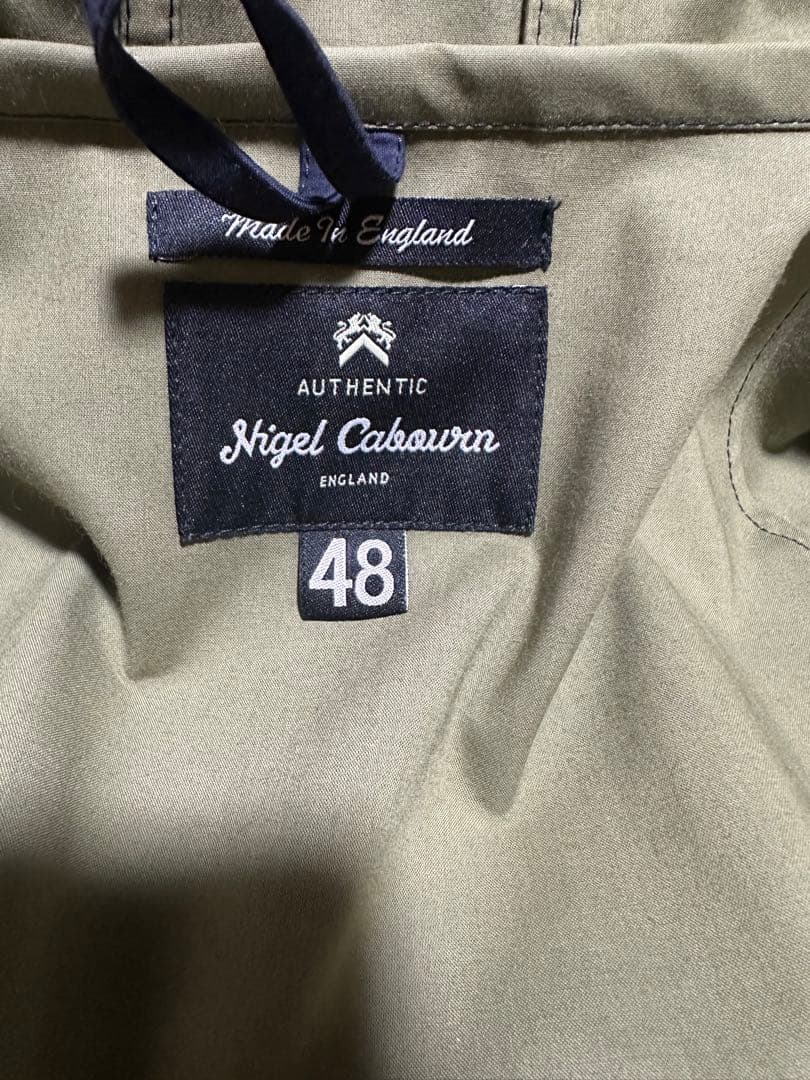 Made In England
AUTHENTIC
Nigel Cabourn
ENGLAND
48